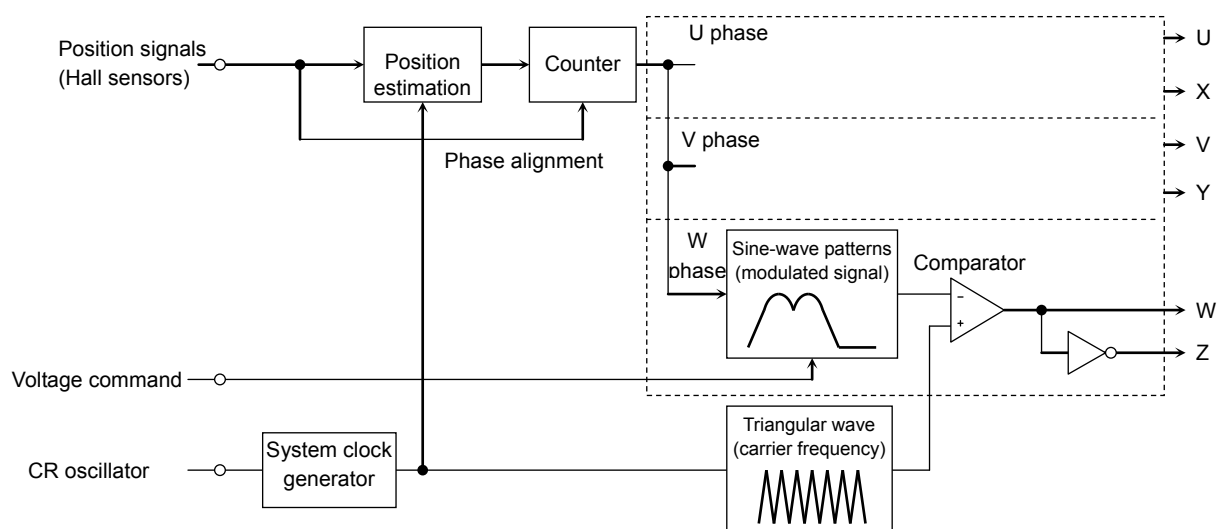 Position signals
(Hall sensors)
Position
estimation
Counter
Phase alignment
U phase
U
X
V phase
V
Y
W
phase
Sine-wave patterns
(modulated signal)
Comparator
−
+
W
Z
Voltage command
CR oscillator
System clock
generator
Triangular wave
(carrier frequency)